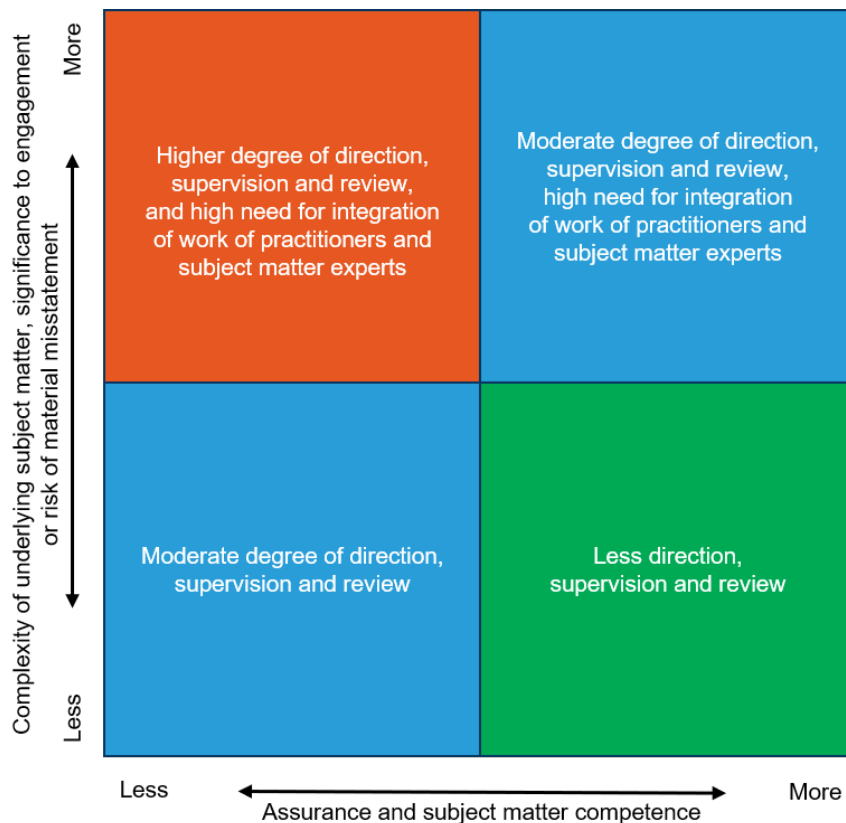 Complexity of underlying subject matter, significance to engagement
or risk of material misstatement
More
Less
Higher degree of direction,
supervision and review,
and high need for integration
of work of practitioners and
subject matter experts
Moderate degree of direction,
supervision and review,
high need for integration
of work of practitioners and
subject matter experts
Moderate degree of direction,
supervision and review
Less direction,
supervision and review
Less
More
Assurance and subject matter competence